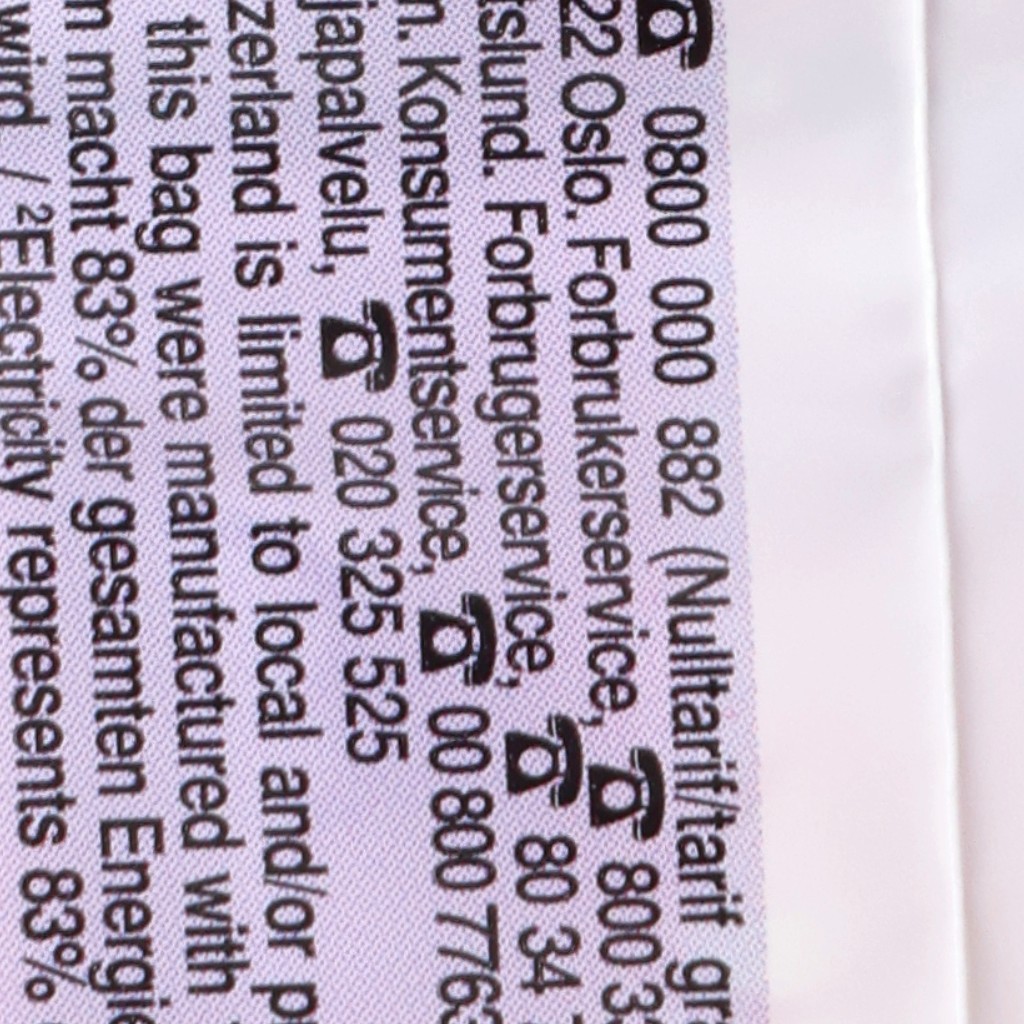 ☎ 0800 000 882 (Nulltarif/tarif
22 Oslo. Forbrukerservice, ☎ 800
tslund. Forbrugerservice, ☎ 80 34
n. Konsumentservice, ☎ 00 800 7763
japalvelu, ☎ 020 325 525
zerland is limited to local and/or
this bag were manufactured with
macht 83% der gesamten Energie
wird / ²Electricity represents 83%